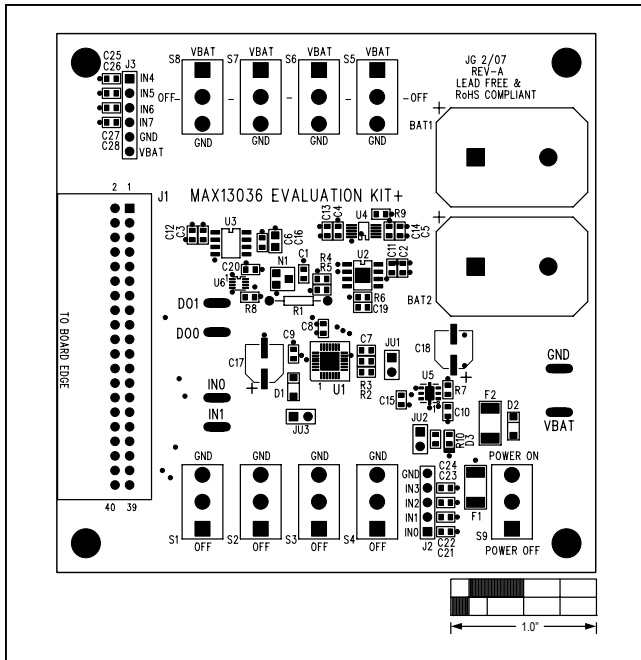 C25
C26
J3
IN4
IN5
IN6
IN7
GND
VBAT
C27
C28
S8
VBAT
S7
VBAT
S6
VBAT
S5
VBAT
OFF
OFF
GND
GND
GND
GND
JG 2/07
REV-A
LEAD FREE &
RoHS COMPLIANT
BAT1
BAT2
2 1
J1
MAX13036 EVALUATION KIT+
C12
C3
U3
C6
C16
C13
C4
U4
R9
C14
C5
C20
U6
N1
C1
R4
R5
U2
C11
C2
R8
R1
R6
C19
DO1
DO0
TO BOARD EDGE
C8
C9
C17
C7
JU1
C18
GND
1
U1
R3
R2
D1
U5
1
R7
IN0
IN1
C15
C10
F2
D2
VBAT
JU3
JU2
R10
D3
40 39
GND
GND
GND
GND
GND
IN3
IN2
IN1
IN0
C24
C23
C22
C21
J2
F1
POWER ON
S9
POWER OFF
S1
OFF
S2
OFF
S3
OFF
S4
OFF
1.0"